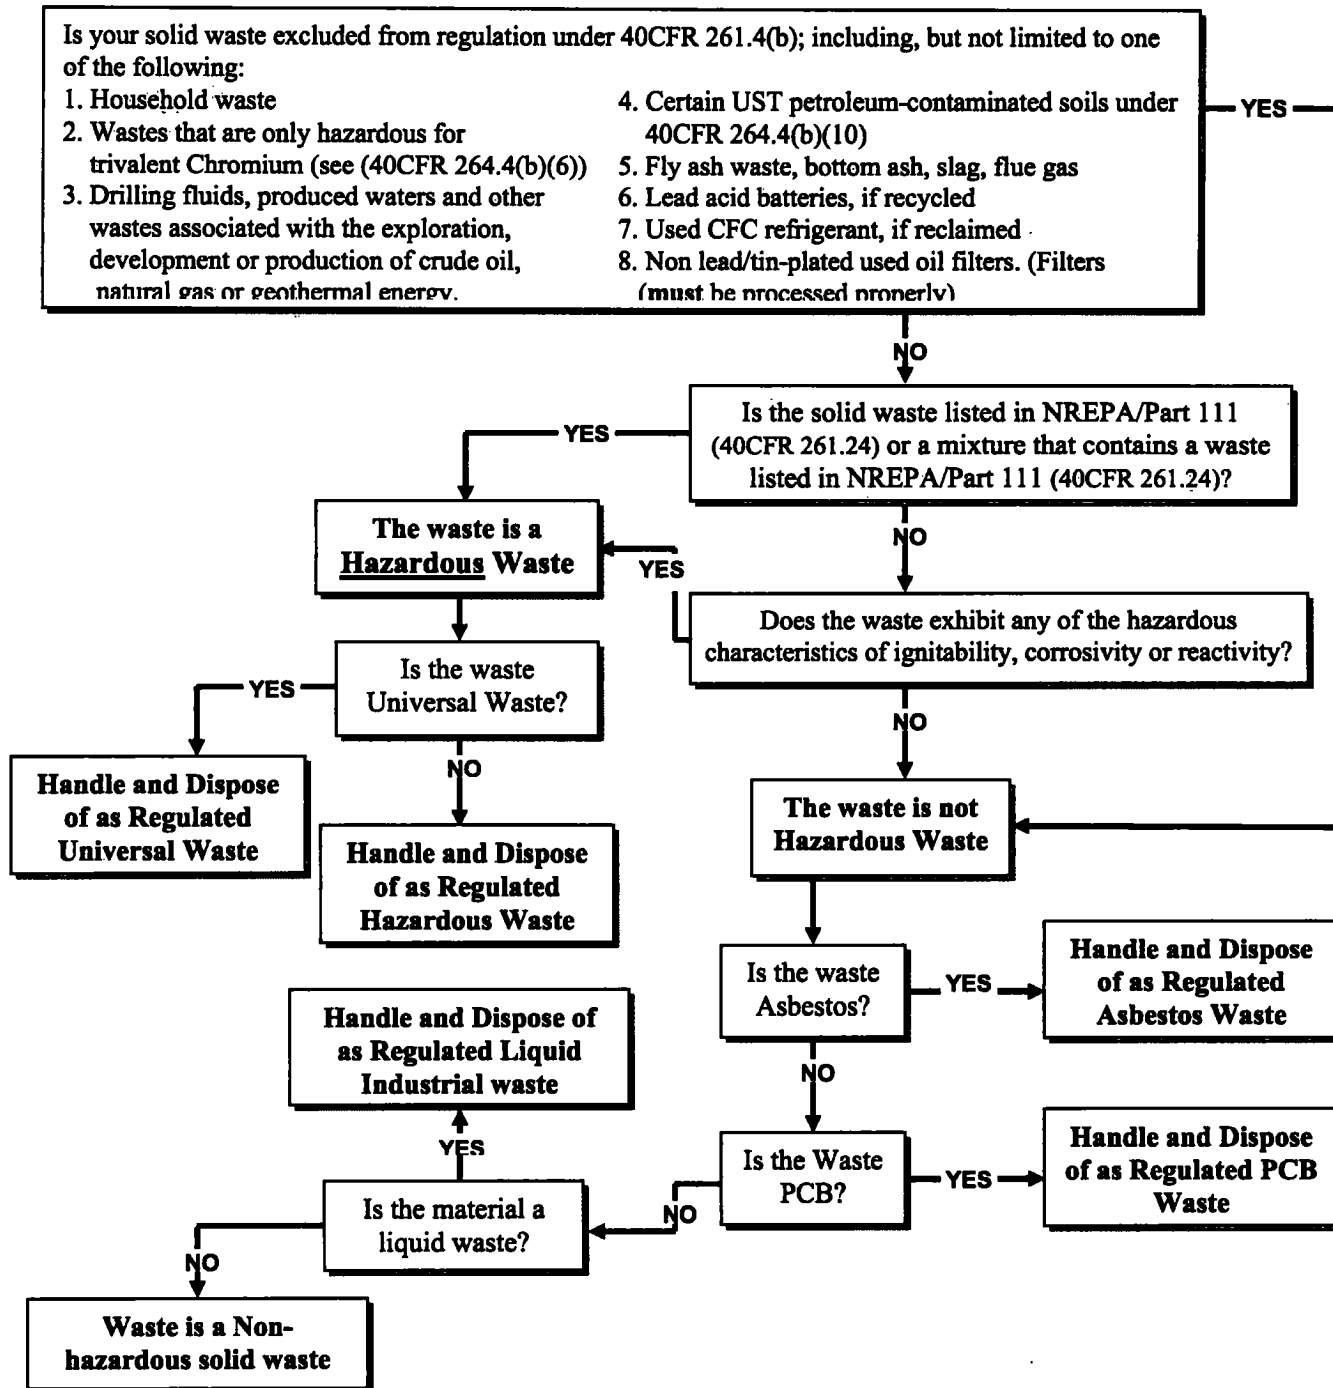 Is your solid waste excluded from regulation under 40CFR 261.4(b); including, but not limited to one
of the following:
1. Household waste
2. Wastes that are only hazardous for
trivalent Chromium (see (40CFR 264.4(b)(6))
3. Drilling fluids, produced waters and other
wastes associated with the exploration,
development or production of crude oil,
natural gas or geothermal energy.
4. Certain UST petroleum-contaminated soils under
40CFR 264.4(b)(10)
5. Fly ash waste, bottom ash, slag, flue gas
6. Lead acid batteries, if recycled
7. Used CFC refrigerant, if reclaimed
8. Non lead/tin-plated used oil filters. (Filters
(must be processed properly)
YES
NO
Is the solid waste listed in NREPA/Part 111
(40CFR 261.24) or a mixture that contains a waste
listed in NREPA/Part 111 (40CFR 261.24)?
YES
NO
The waste is a
Hazardous Waste
YES
Does the waste exhibit any of the hazardous
characteristics of ignitability, corrosivity or reactivity?
Is the waste
Universal Waste?
YES
NO
NO
Handle and Dispose
of as Regulated
Universal Waste
Handle and Dispose
of as Regulated
Hazardous Waste
The waste is not
Hazardous Waste
Is the waste
Asbestos?
YES
Handle and Dispose
of as Regulated
Asbestos Waste
NO
Handle and Dispose of
as Regulated Liquid
Industrial waste
YES
Is the Waste
PCB?
YES
Handle and Dispose
of as Regulated PCB
Waste
NO
Is the material a
liquid waste?
NO
Waste is a Non-
hazardous solid waste